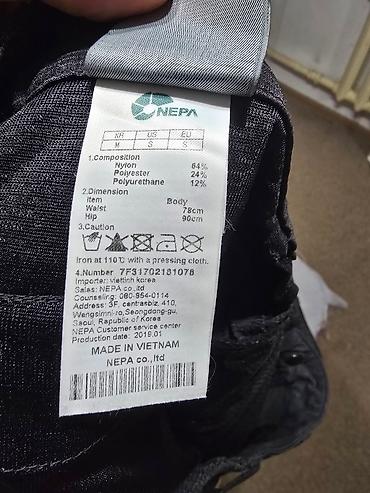 NEPA
KR US EU
M S S
1.Composition
Nylon 64%
Polyester 24%
Polyurethane 12%
2.Dimension
Item Body
Waist 78cm
Hip 90cm
3.Caution
Iron at 110℃ with a pressing cloth.
4.Number 7F31702181078
Importer: vietinh korea
Sales: NEPA co.,ltd
Counseling: 080-954-0114
Address: 3F, centrasbiz, 410,
Wangsimni-ro, Seongdong-gu,
Seoul, Republic of Korea
NEPA Customer service center
Production date: 2019.01
MADE IN VIETNAM
NEPA co.,ltd